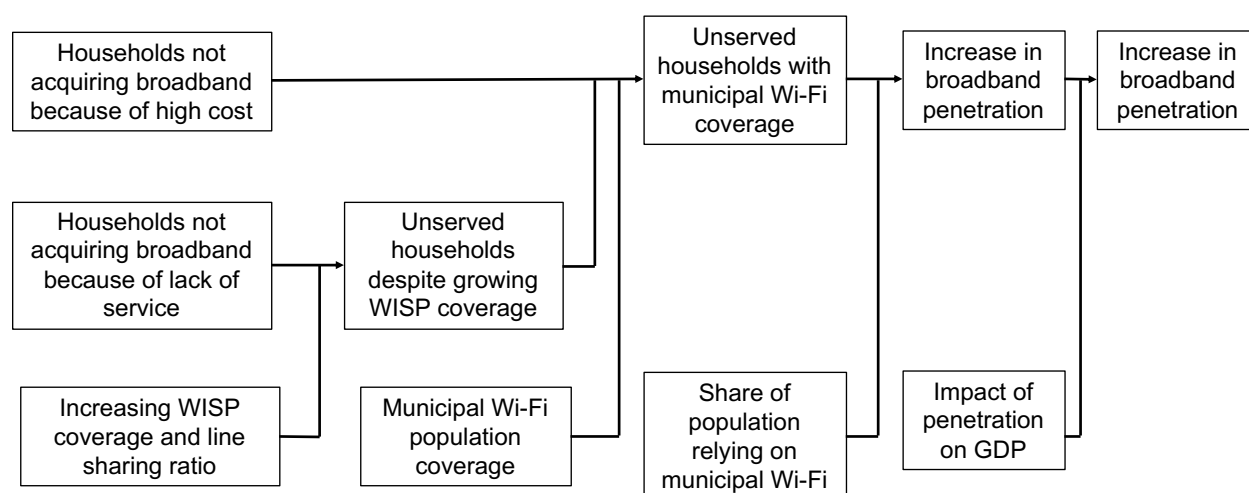 Households not
acquiring broadband
because of high cost
Unserved
households with
municipal Wi-Fi
coverage
Increase in
broadband
penetration
Increase in
broadband
penetration
Households not
acquiring broadband
because of lack of
service
Unserved
households
despite growing
WISP coverage
Increasing WISP
coverage and line
sharing ratio
Municipal Wi-Fi
population
coverage
Share of
population
relying on
municipal Wi-Fi
Impact of
penetration
on GDP